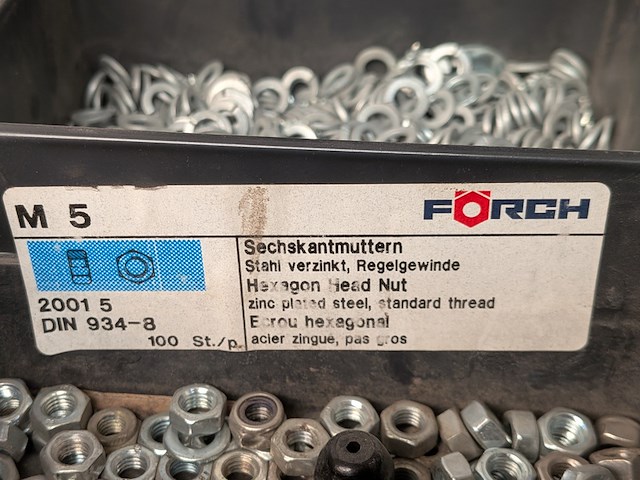 M 5
FÖRCH
Sechskantmuttern
Stahl verzinkt, Regelgewinde
Hexagon Head Nut
zinc plated steel, standard thread
Ecrou hexagonal
acier zingue, pas gros
2001 5
DIN 934-8
100 St./p.